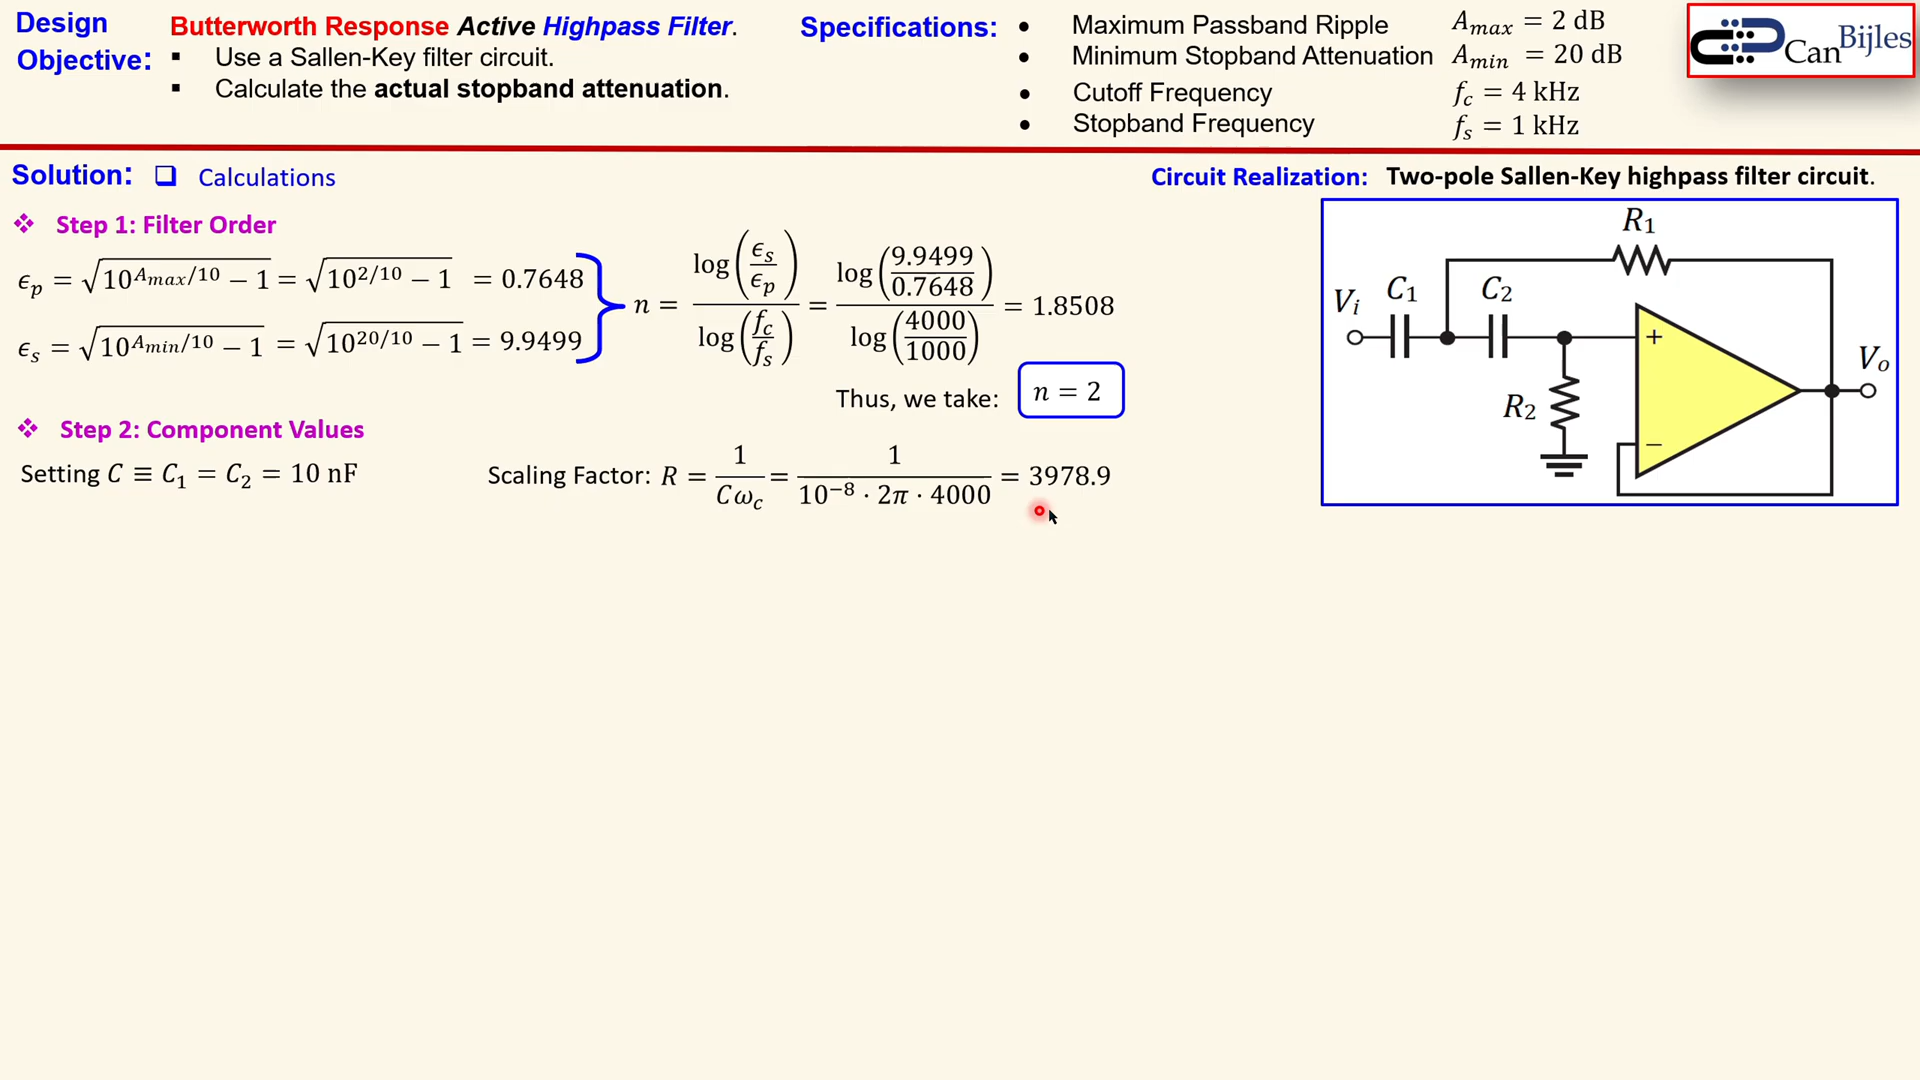 Design Objective:
Butterworth Response Active Highpass Filter.
▪ Use a Sallen-Key filter circuit.
▪ Calculate the actual stopband attenuation.
Specifications:
• Maximum Passband Ripple A_max = 2 dB
• Minimum Stopband Attenuation A_min = 20 dB
• Cutoff Frequency f_c = 4 kHz
• Stopband Frequency f_s = 1 kHz
CanBijles
Solution: ❑ Calculations
❖ Step 1: Filter Order
ϵ_p = √(10^(A_max/10) − 1) = √(10^(2/10) − 1) = 0.7648
ϵ_s = √(10^(A_min/10) − 1) = √(10^(20/10) − 1) = 9.9499
n = log(ϵ_s/ϵ_p) / log(f_c/f_s) = log(9.9499/0.7648) / log(4000/1000) = 1.8508
Thus, we take: n = 2
❖ Step 2: Component Values
Setting C ≡ C₁ = C₂ = 10 nF
Scaling Factor: R = 1/(Cω_c) = 1/(10⁻⁸ · 2π · 4000) = 3978.9
Circuit Realization: Two-pole Sallen-Key highpass filter circuit.
R₁
V_i C₁ C₂
+
V_o
R₂
−